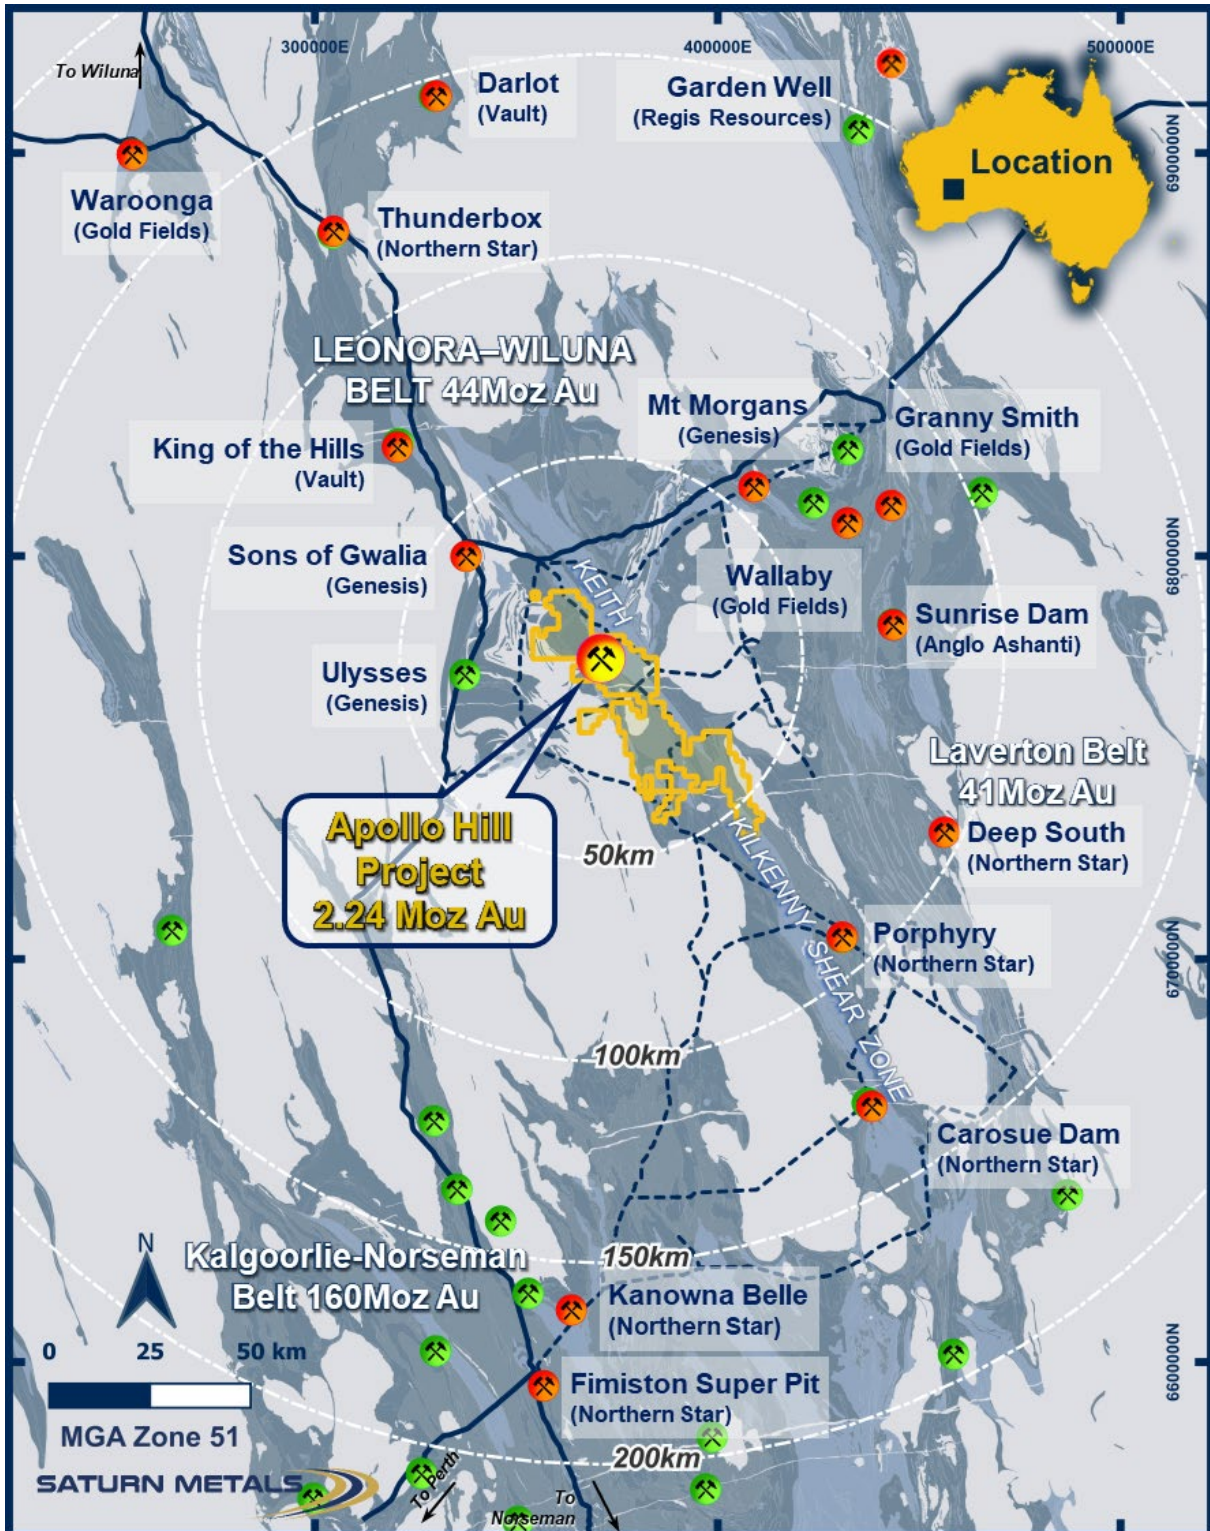 300000E
400000E
500000E
To Wiluna
Darlot
(Vault)
Garden Well
(Regis Resources)
6900000N
Location
Waroonga
(Gold Fields)
Thunderbox
(Northern Star)
LEONORA–WILUNA
BELT 44Moz Au
Mt Morgans
(Genesis)
Granny Smith
(Gold Fields)
King of the Hills
(Vault)
Sons of Gwalia
(Genesis)
KEITH
Wallaby
(Gold Fields)
6800000N
Sunrise Dam
(Anglo Ashanti)
Ulysses
(Genesis)
Laverton Belt
41Moz Au
Apollo Hill
Project
2.24 Moz Au
50km
KILKENNY SHEAR ZONE
Deep South
(Northern Star)
Porphyry
(Northern Star)
6700000N
100km
Carosue Dam
(Northern Star)
N
Kalgoorlie-Norseman
Belt 160Moz Au
150km
Kanowna Belle
(Northern Star)
0 25 50 km
6600000N
Fimiston Super Pit
(Northern Star)
MGA Zone 51
200km
SATURN METALS
To Perth
To
Norseman